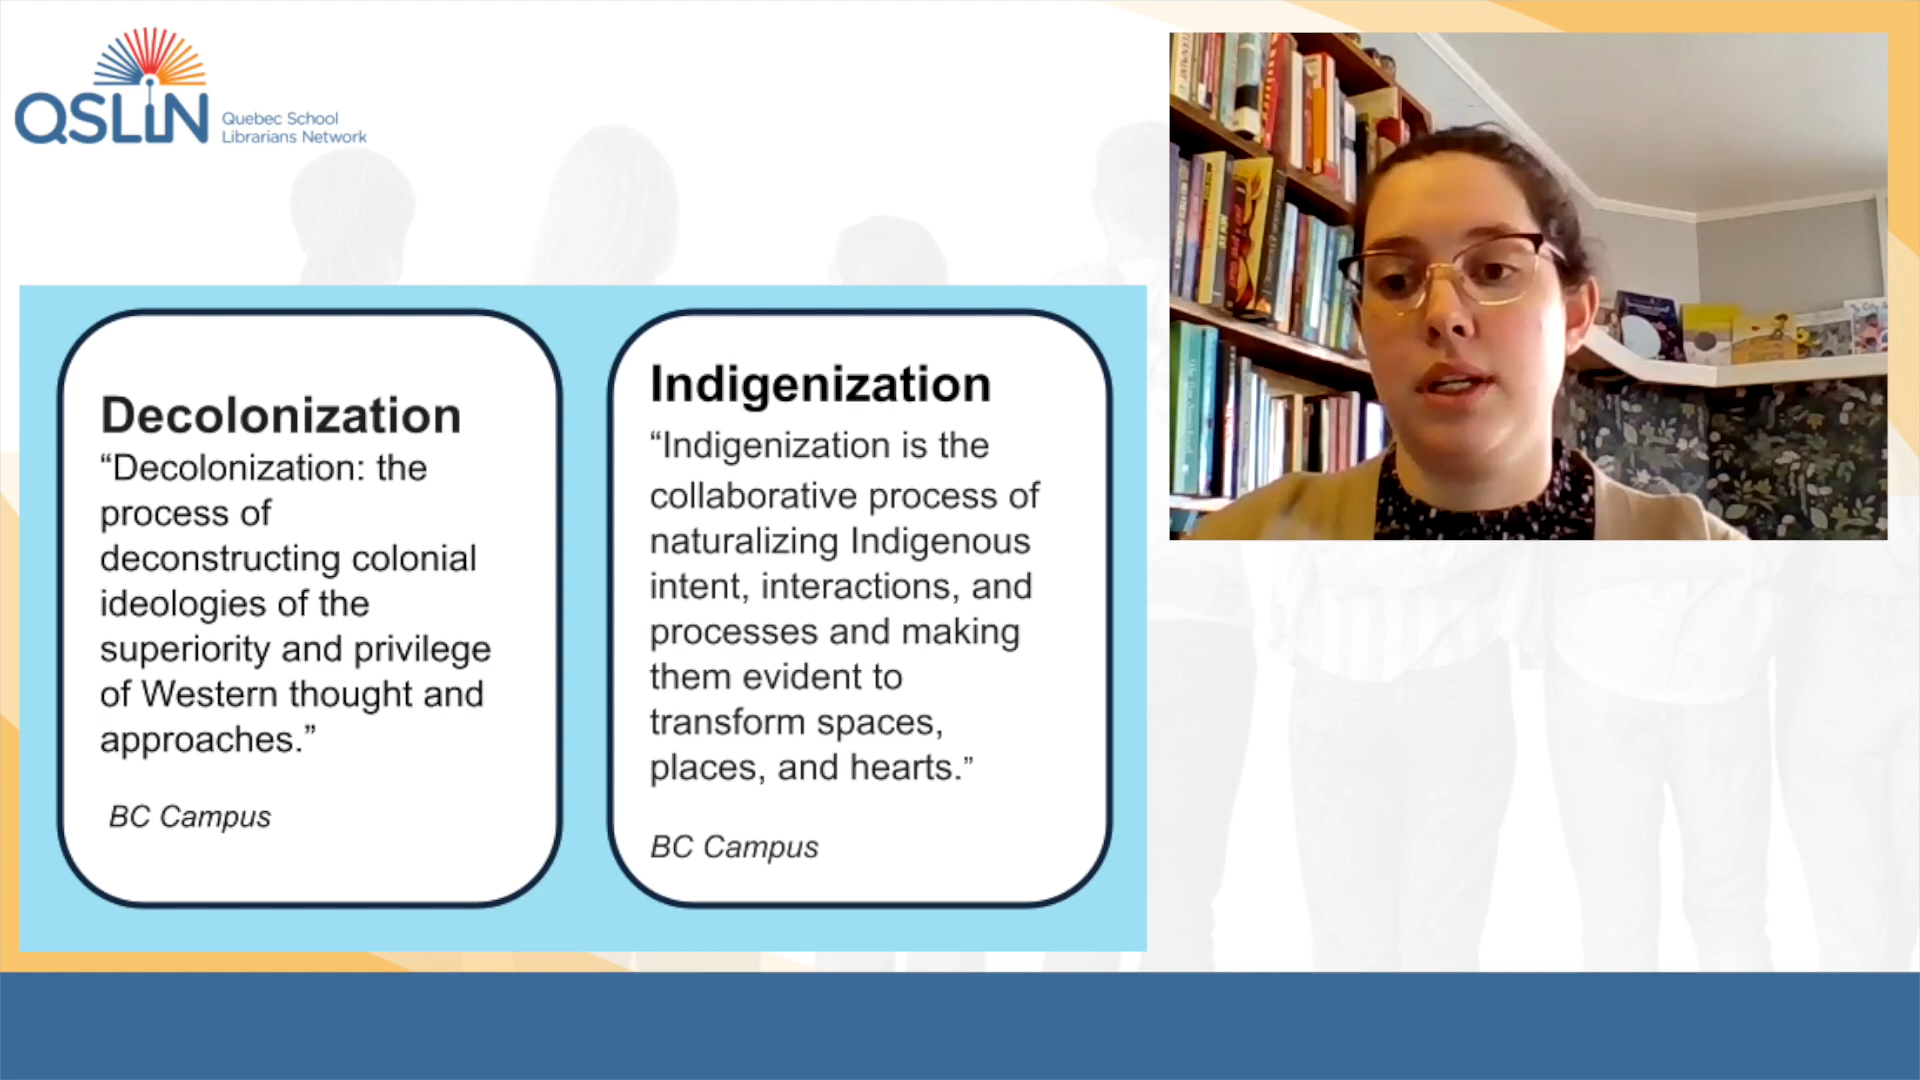 QSLiN
Quebec School
Librarians Network
Decolonization
“Decolonization: the
process of
deconstructing colonial
ideologies of the
superiority and privilege
of Western thought and
approaches.”
BC Campus
Indigenization
“Indigenization is the
collaborative process of
naturalizing Indigenous
intent, interactions, and
processes and making
them evident to
transform spaces,
places, and hearts.”
BC Campus